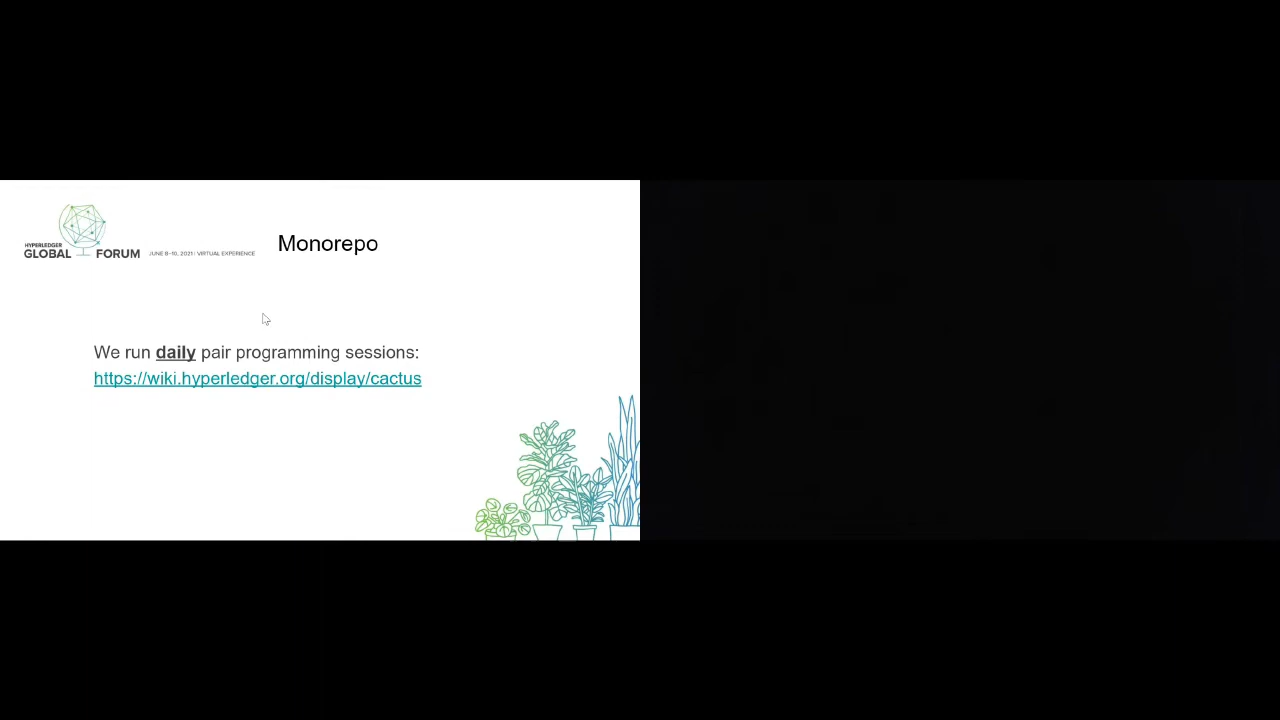 HYPERLEDGER
GLOBAL FORUM
JUNE 8-10, 2021 / VIRTUAL EXPERIENCE
Monorepo
We run daily pair programming sessions:
https://wiki.hyperledger.org/display/cactus